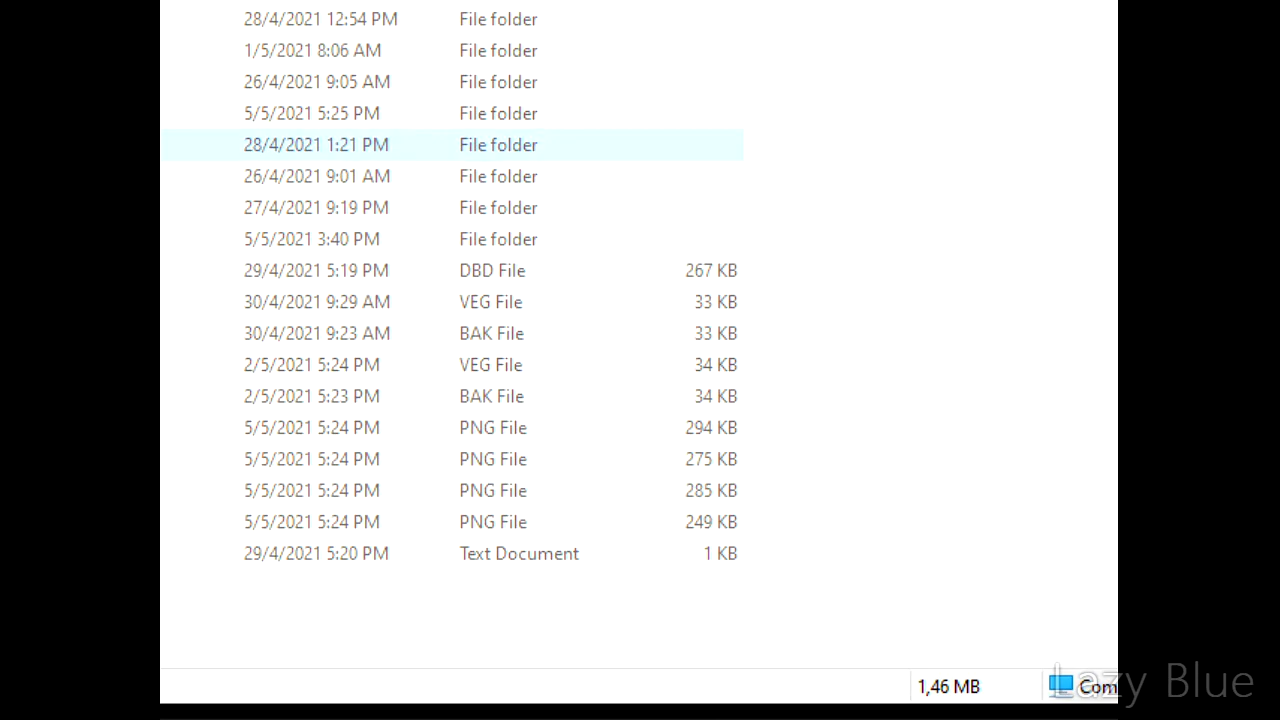 28/4/2021 12:54 PM File folder
1/5/2021 8:06 AM File folder
26/4/2021 9:05 AM File folder
5/5/2021 5:25 PM File folder
28/4/2021 1:21 PM File folder
26/4/2021 9:01 AM File folder
27/4/2021 9:19 PM File folder
5/5/2021 3:40 PM File folder
29/4/2021 5:19 PM DBD File 267 KB
30/4/2021 9:29 AM VEG File 33 KB
30/4/2021 9:23 AM BAK File 33 KB
2/5/2021 5:24 PM VEG File 34 KB
2/5/2021 5:23 PM BAK File 34 KB
5/5/2021 5:24 PM PNG File 294 KB
5/5/2021 5:24 PM PNG File 275 KB
5/5/2021 5:24 PM PNG File 285 KB
5/5/2021 5:24 PM PNG File 249 KB
29/4/2021 5:20 PM Text Document 1 KB
1,46 MB Com
Lazy Blue